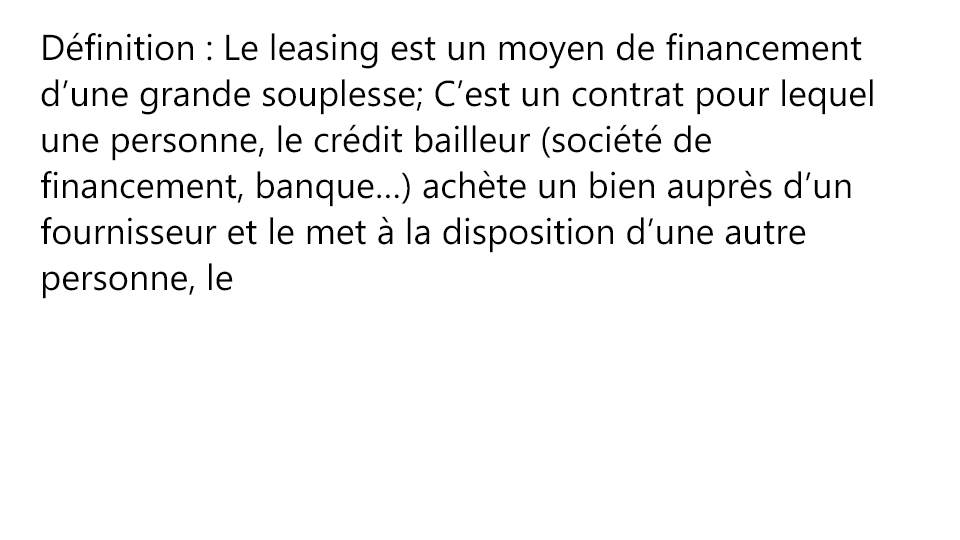 Définition : Le leasing est un moyen de financement
d’une grande souplesse; C’est un contrat pour lequel
une personne, le crédit bailleur (société de
financement, banque…) achète un bien auprès d’un
fournisseur et le met à la disposition d’une autre
personne, le